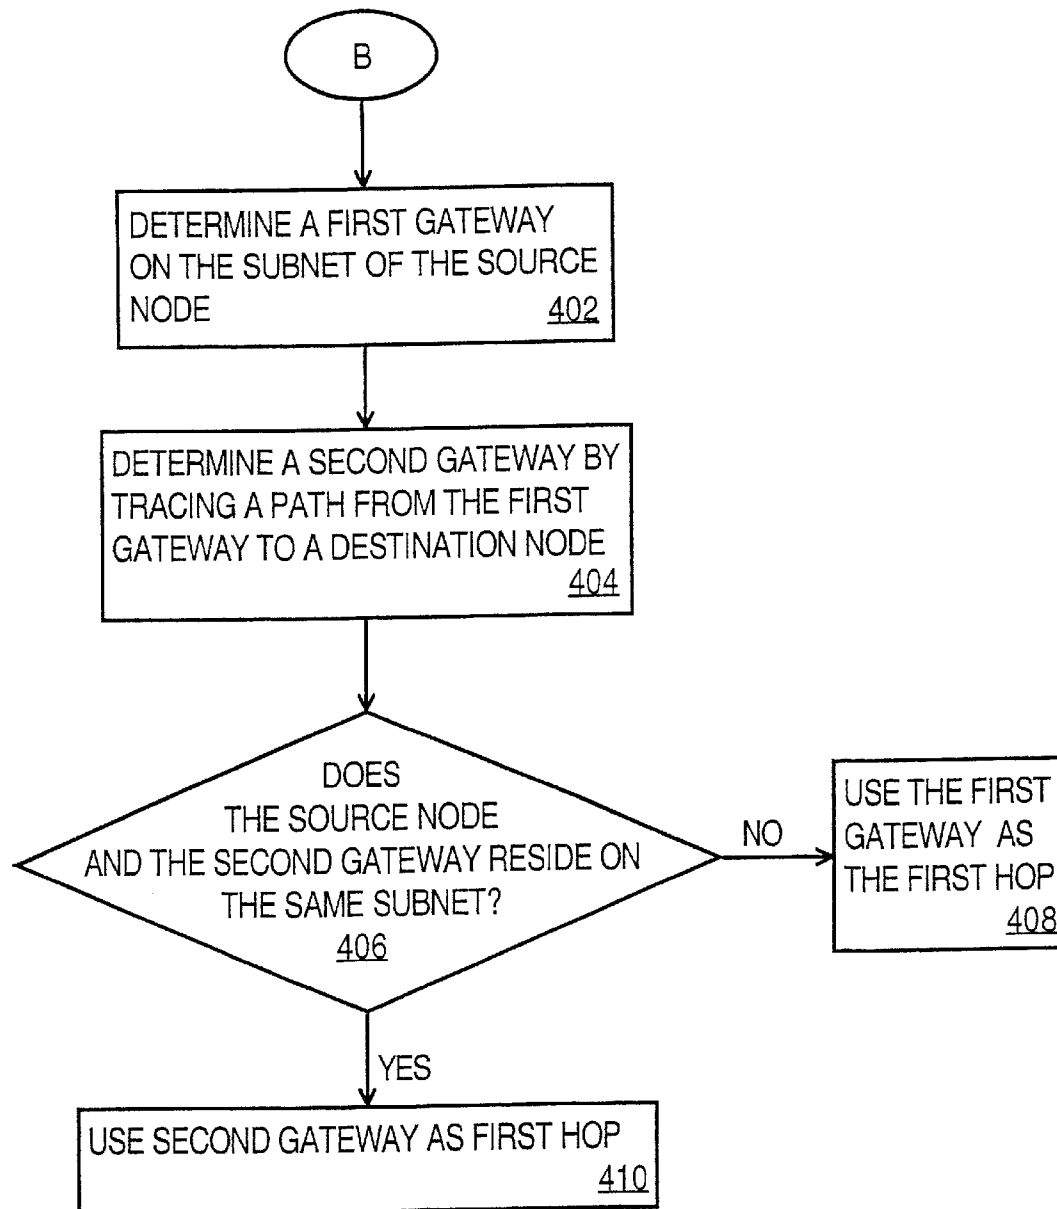 B
DETERMINE A FIRST GATEWAY
ON THE SUBNET OF THE SOURCE
NODE 402
DETERMINE A SECOND GATEWAY BY
TRACING A PATH FROM THE FIRST
GATEWAY TO A DESTINATION NODE
404
DOES
THE SOURCE NODE
AND THE SECOND GATEWAY RESIDE ON
THE SAME SUBNET?
406
NO
USE THE FIRST
GATEWAY AS
THE FIRST HOP
408
YES
USE SECOND GATEWAY AS FIRST HOP
410